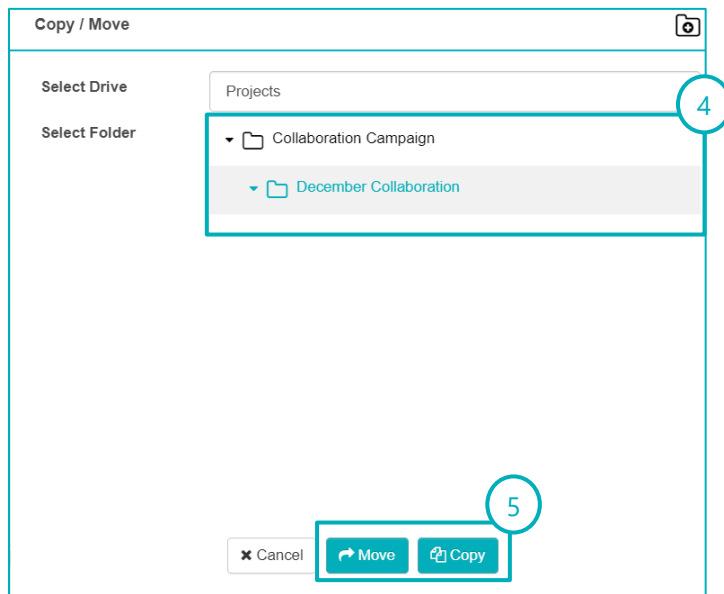 Copy / Move
Select Drive
Projects
4
Select Folder
Collaboration Campaign
December Collaboration
5
Cancel
Move
Copy